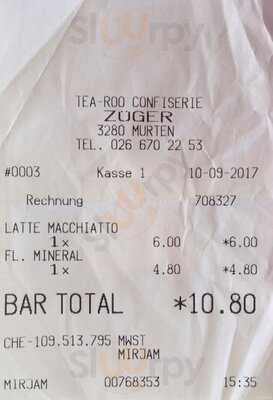 TEA-ROO CONFISERIE
ZÜGER
3280 MURTEN
TEL. 026 670 22 53
#0003 Kasse 1 10-09-2017
Rechnung 708327
LATTE MACCHIATO
1x 6.00 *6.00
FL. MINERAL
1x 4.80 *4.80
BAR TOTAL *10.80
CHE-109.513.795 MWST
MIRJAM
MIRJAM 00768353 15:35